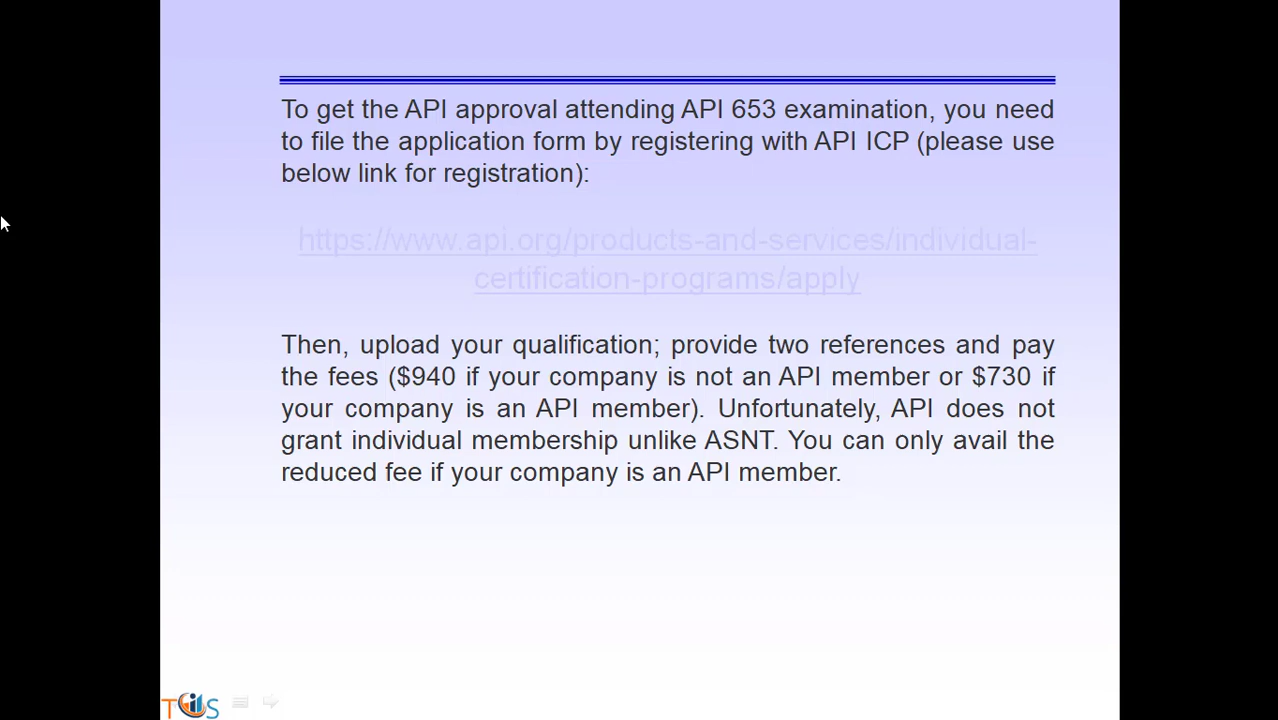 To get the API approval attending API 653 examination, you need
to file the application form by registering with API ICP (please use
below link for registration):
https://www.api.org/products-and-services/individual-
certification-programs/apply
Then, upload your qualification; provide two references and pay
the fees ($940 if your company is not an API member or $730 if
your company is an API member). Unfortunately, API does not
grant individual membership unlike ASNT. You can only avail the
reduced fee if your company is an API member.